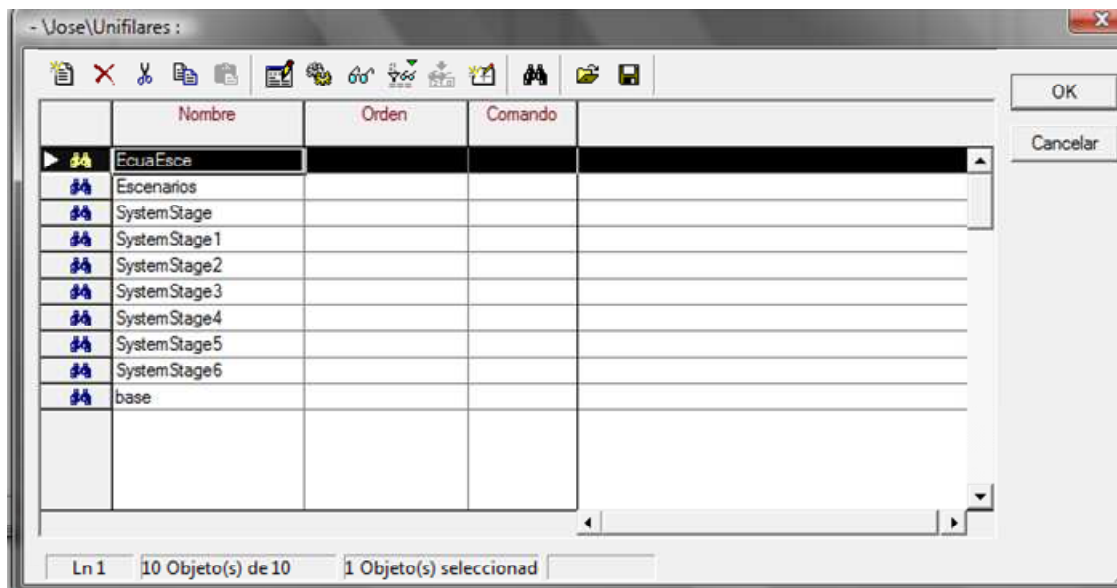 - \Jose\Unifilares :
OK
Cancelar
Nombre Orden Comando
EcuaEsce
Escenarios
SystemStage
SystemStage1
SystemStage2
SystemStage3
SystemStage4
SystemStage5
SystemStage6
base
Ln 1 10 Objeto(s) de 10 1 Objeto(s) seleccionad